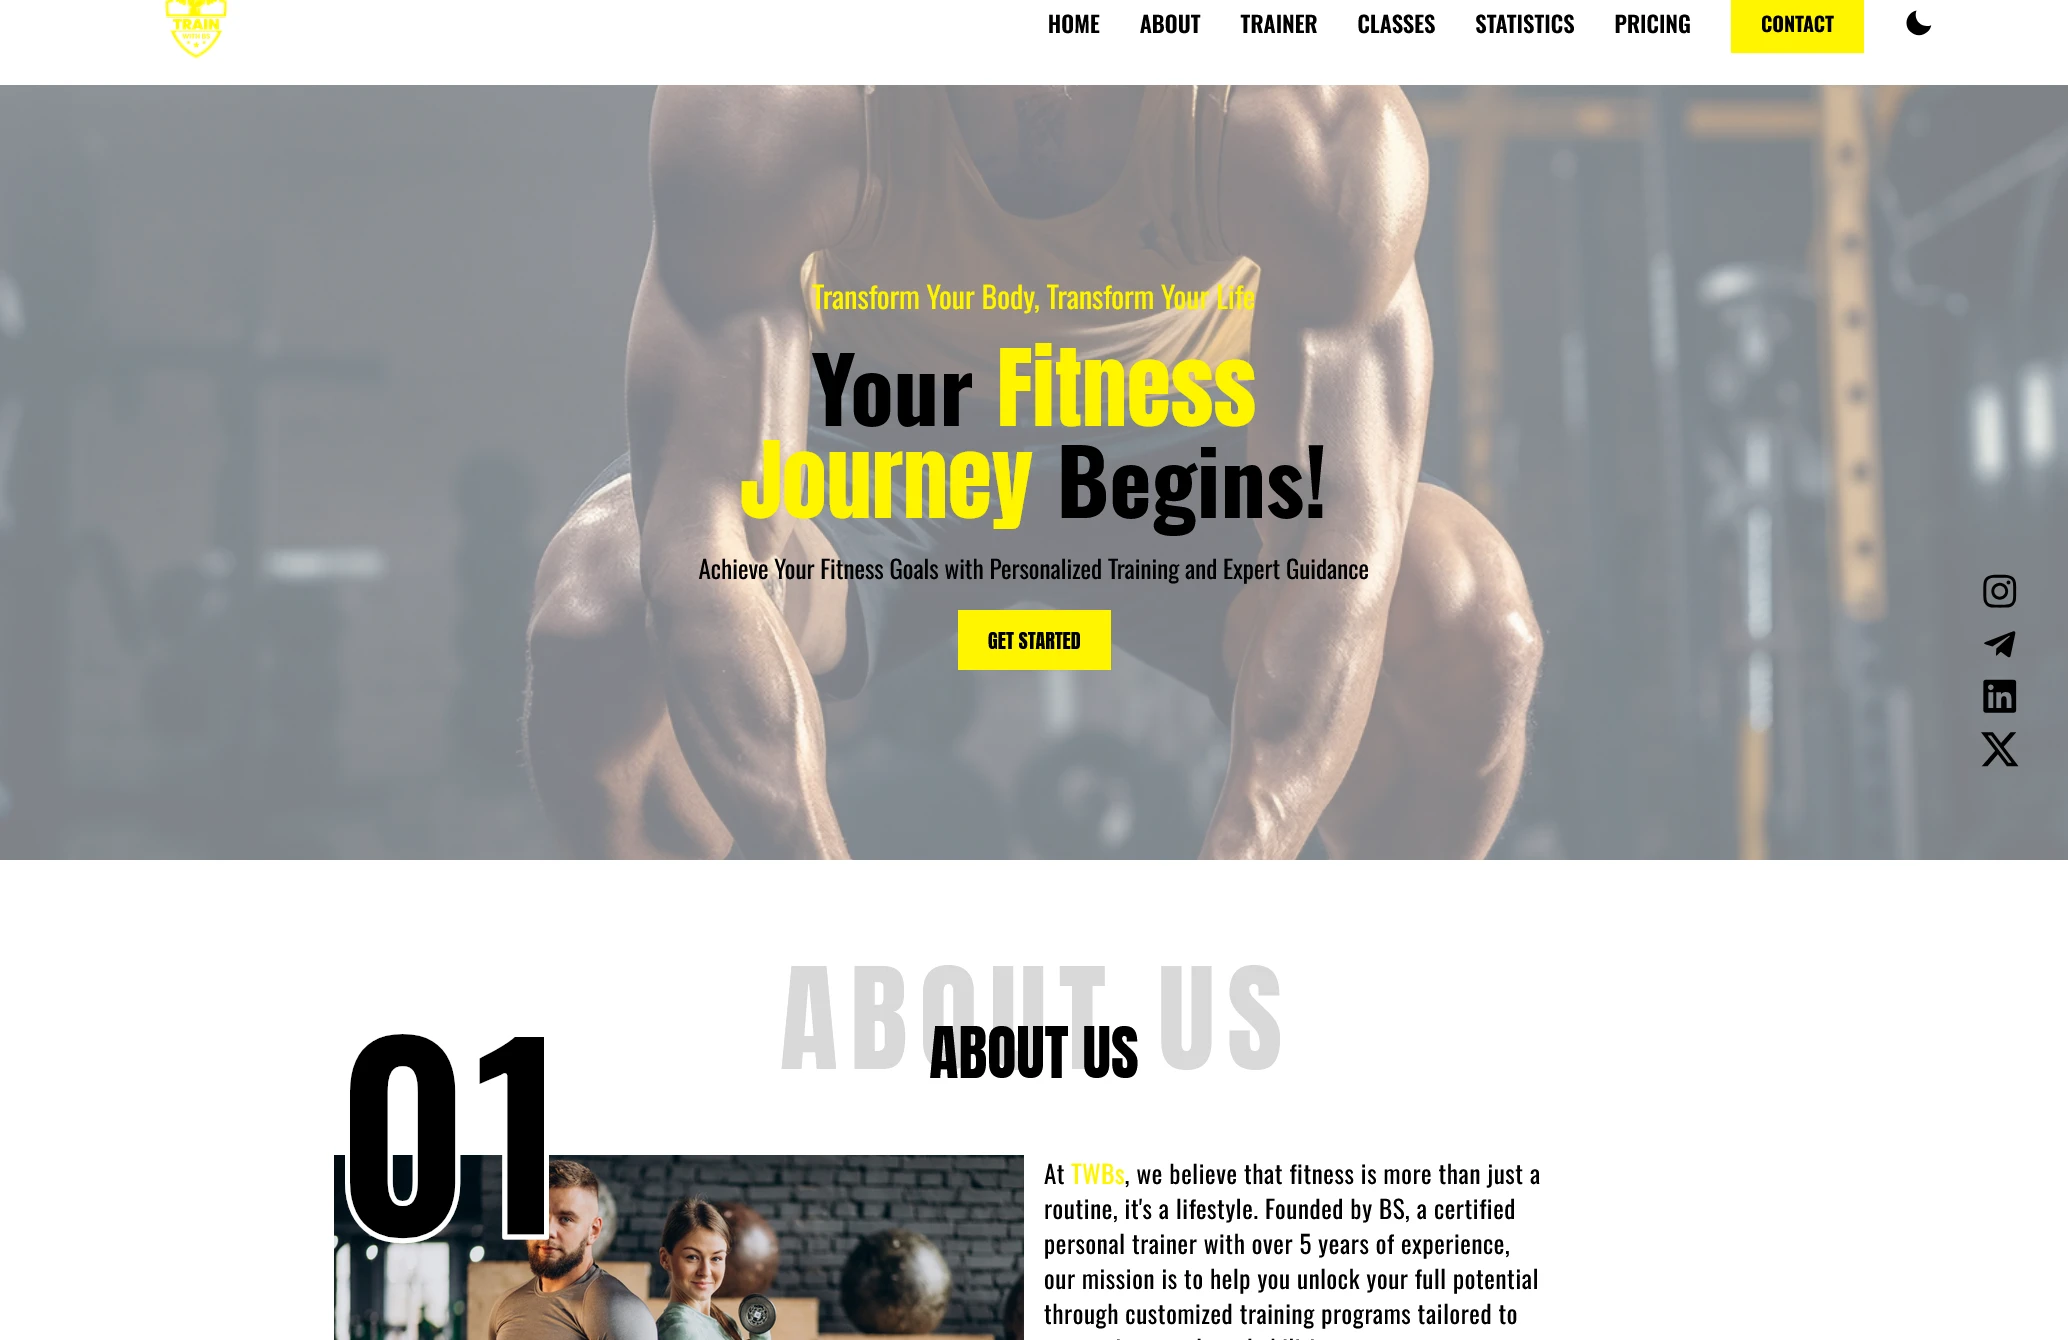 TRAIN
WITH BS
HOME
ABOUT
TRAINER
CLASSES
STATISTICS
PRICING
CONTACT
Transform Your Body, Transform Your Life
Your Fitness
Journey Begins!
Achieve Your Fitness Goals with Personalized Training and Expert Guidance
GET STARTED
ABOUT US
ABOUT US
01
At TWBs, we believe that fitness is more than just a
routine, it's a lifestyle. Founded by BS, a certified
personal trainer with over 5 years of experience,
our mission is to help you unlock your full potential
through customized training programs tailored to